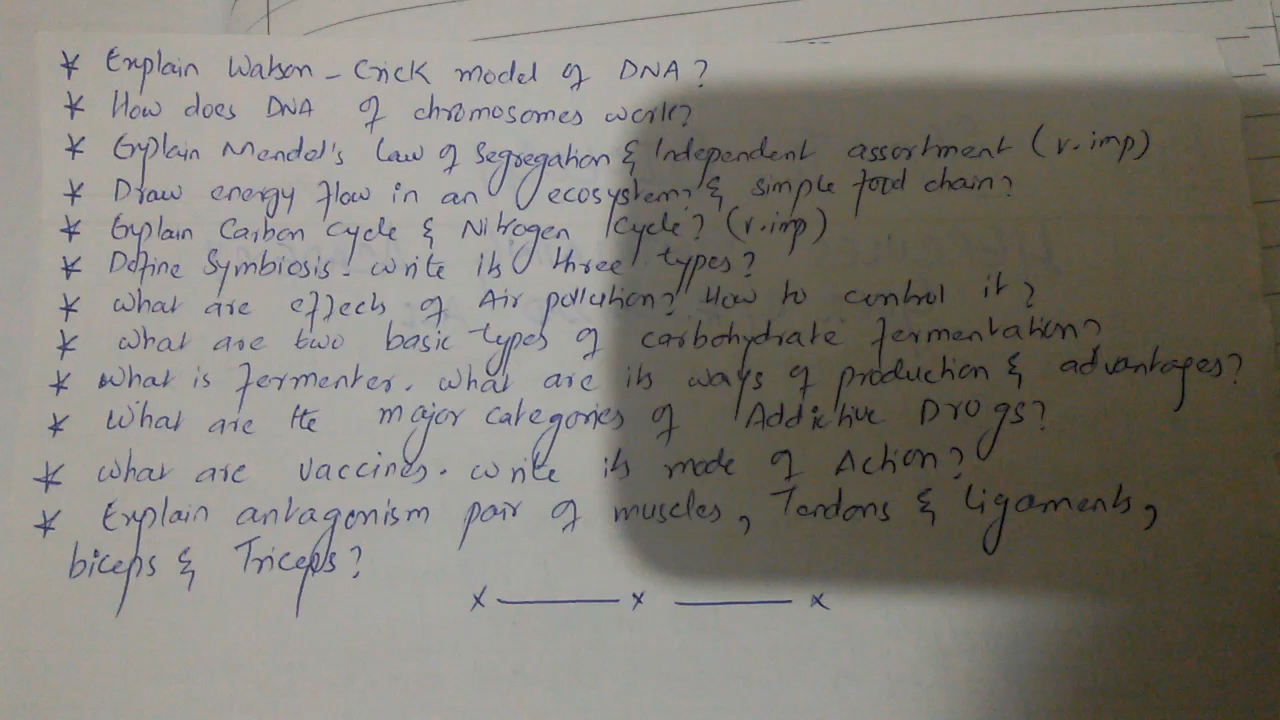 * Explain Watson - Crick model of DNA?
* How does DNA of chromosomes work?
* Explain Mendel's Law of Segregation & Independent assortment (v.imp)
* Draw energy flow in an ecosystem? & simple food chain?
* Explain Carbon Cycle & Nitrogen Cycle? (v.imp)
* Define Symbiosis. write its three types?
* what are effects of Air pollution? How to control it?
* what are two basic types of carbohydrate fermentation?
* what is fermenter. what are its ways of production & advantages?
* what are the major categories of Addictive Drogs?
* what are vaccines. write its mode of Action?
* Explain antagonism pair of muscles, Tendons & ligaments,
biceps & Triceps?
x ——— x ——— x